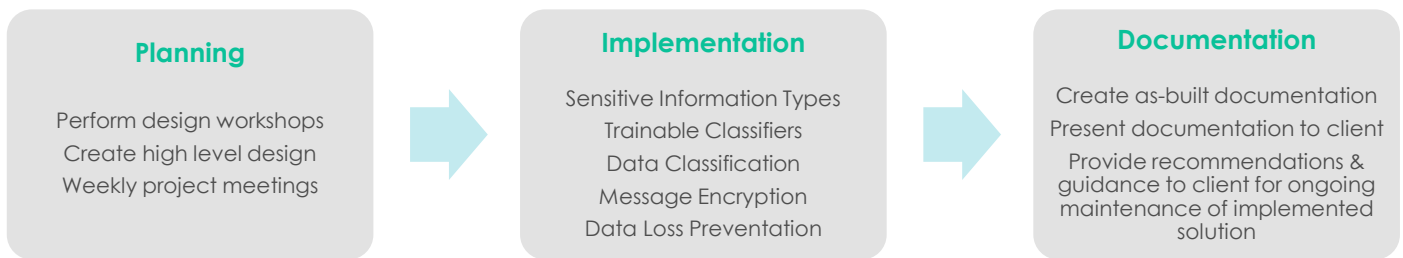 Planning
Perform design workshops
Create high level design
Weekly project meetings
Implementation
Sensitive Information Types
Trainable Classifiers
Data Classification
Message Encryption
Data Loss Preventation
Documentation
Create as-built documentation
Present documentation to client
Provide recommendations &
guidance to client for ongoing
maintenance of implemented
solution